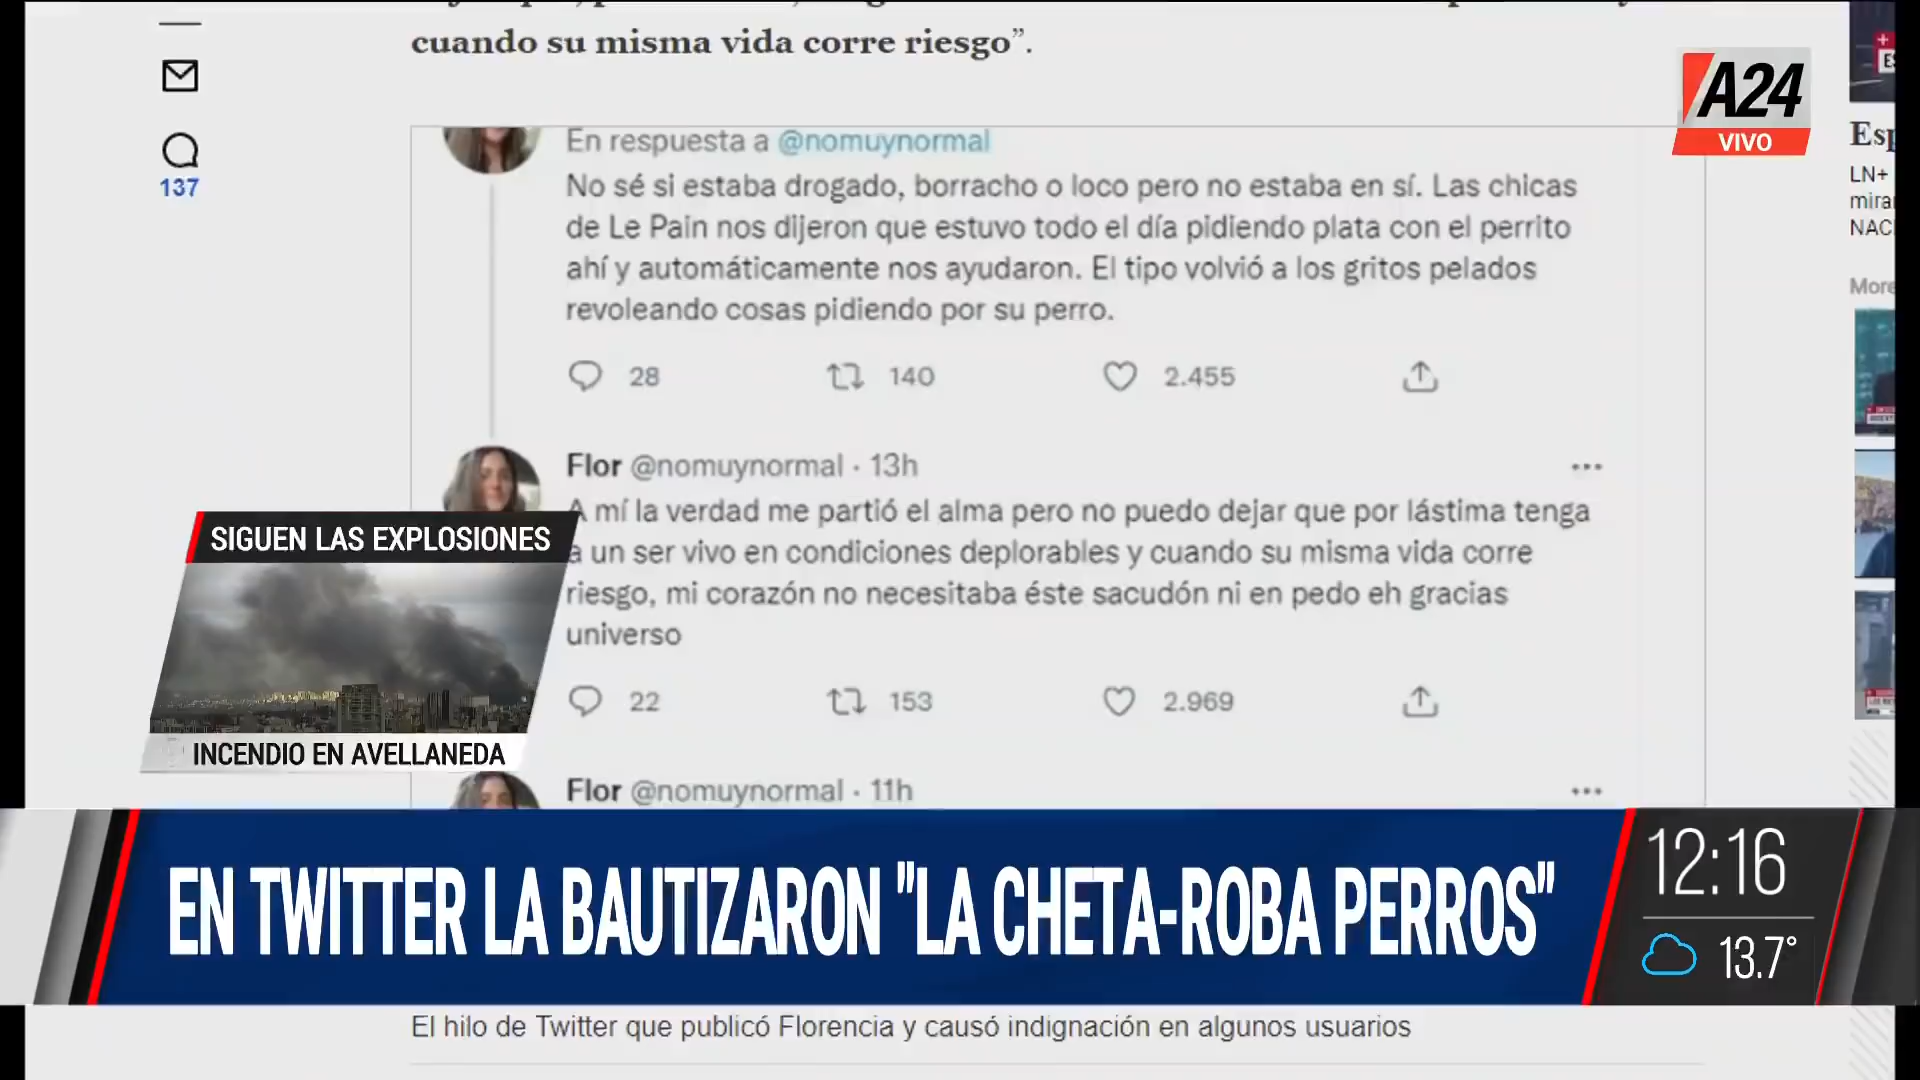 cuando su misma vida corre riesgo”.
137
A24
VIVO
En respuesta a @nomuynormal
No sé si estaba drogado, borracho o loco pero no estaba en sí. Las chicas
de Le Pain nos dijeron que estuvo todo el día pidiendo plata con el perrito
ahí y automáticamente nos ayudaron. El tipo volvió a los gritos pelados
revoleando cosas pidiendo por su perro.
28 140 2.455
Flor @nomuynormal · 13h
A mí la verdad me partió el alma pero no puedo dejar que por lástima tenga
a un ser vivo en condiciones deplorables y cuando su misma vida corre
riesgo, mi corazón no necesitaba éste sacudón ni en pedo eh gracias
universo
22 153 2.969
Flor @nomuynormal · 11h
Esp
LN+
mira
NAC
More
SIGUEN LAS EXPLOSIONES
INCENDIO EN AVELLANEDA
EN TWITTER LA BAUTIZARON "LA CHETA-ROBA PERROS"
12:16
13.7°
El hilo de Twitter que publicó Florencia y causó indignación en algunos usuarios